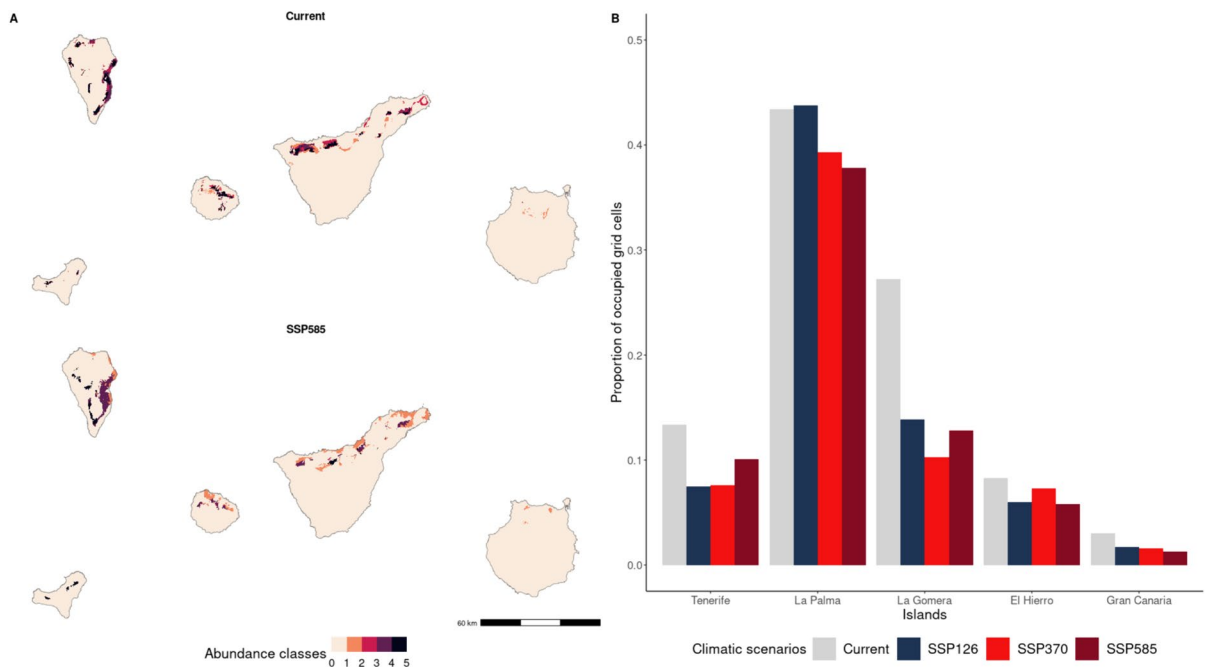 A
Current
SSP585
60 km
Abundance classes
0 1 2 3 4 5
B
0.5
0.4
0.3
0.2
0.1
0.0
Proportion of occupied grid cells
Tenerife La Palma La Gomera El Hierro Gran Canaria
Islands
Climatic scenarios Current SSP126 SSP370 SSP585